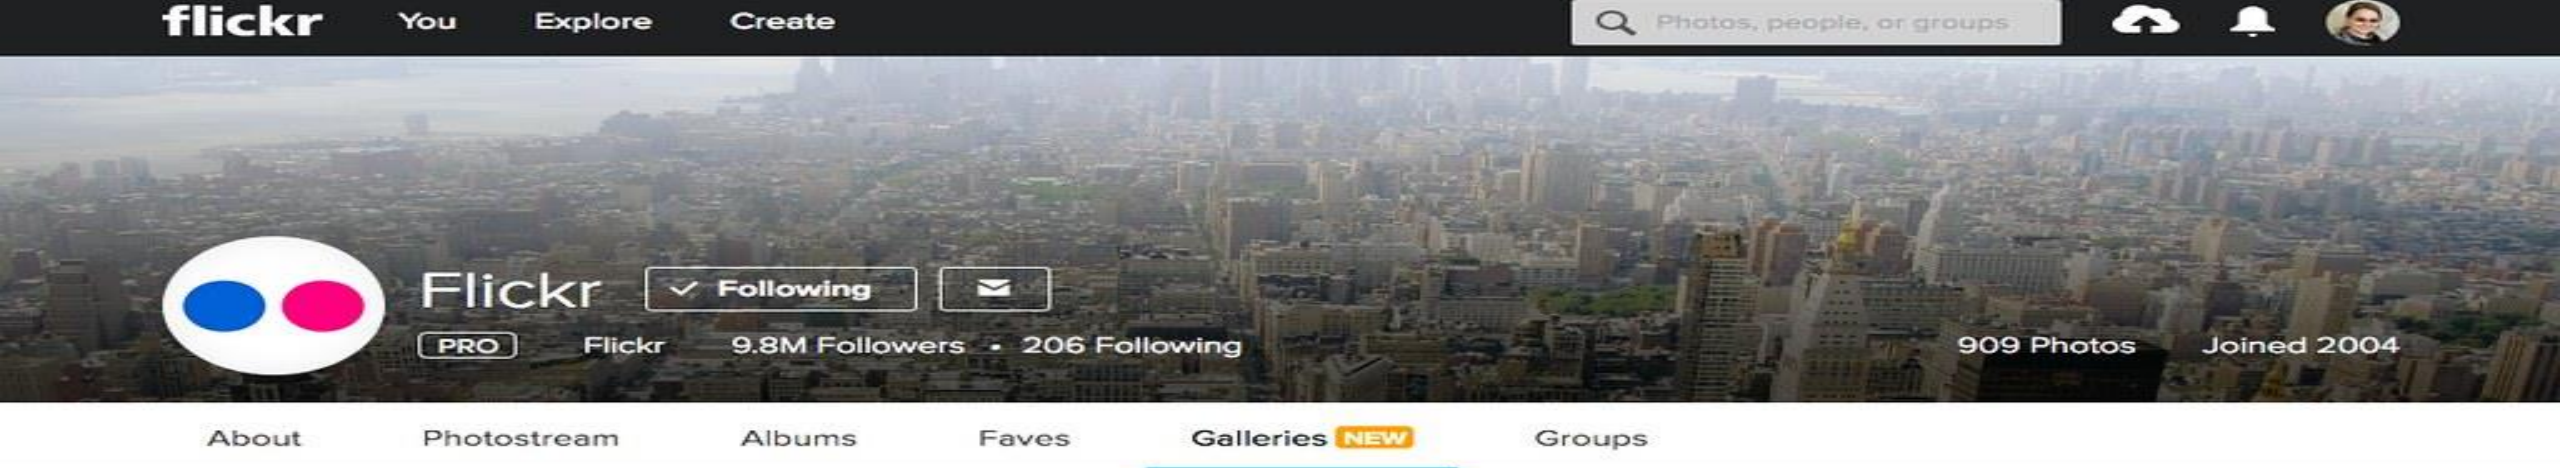 flickr You Explore Create Photos, people, or groups
Flickr Following
PRO Flickr 9.8M Followers • 206 Following 909 Photos Joined 2004
About Photostream Albums Faves Galleries NEW Groups